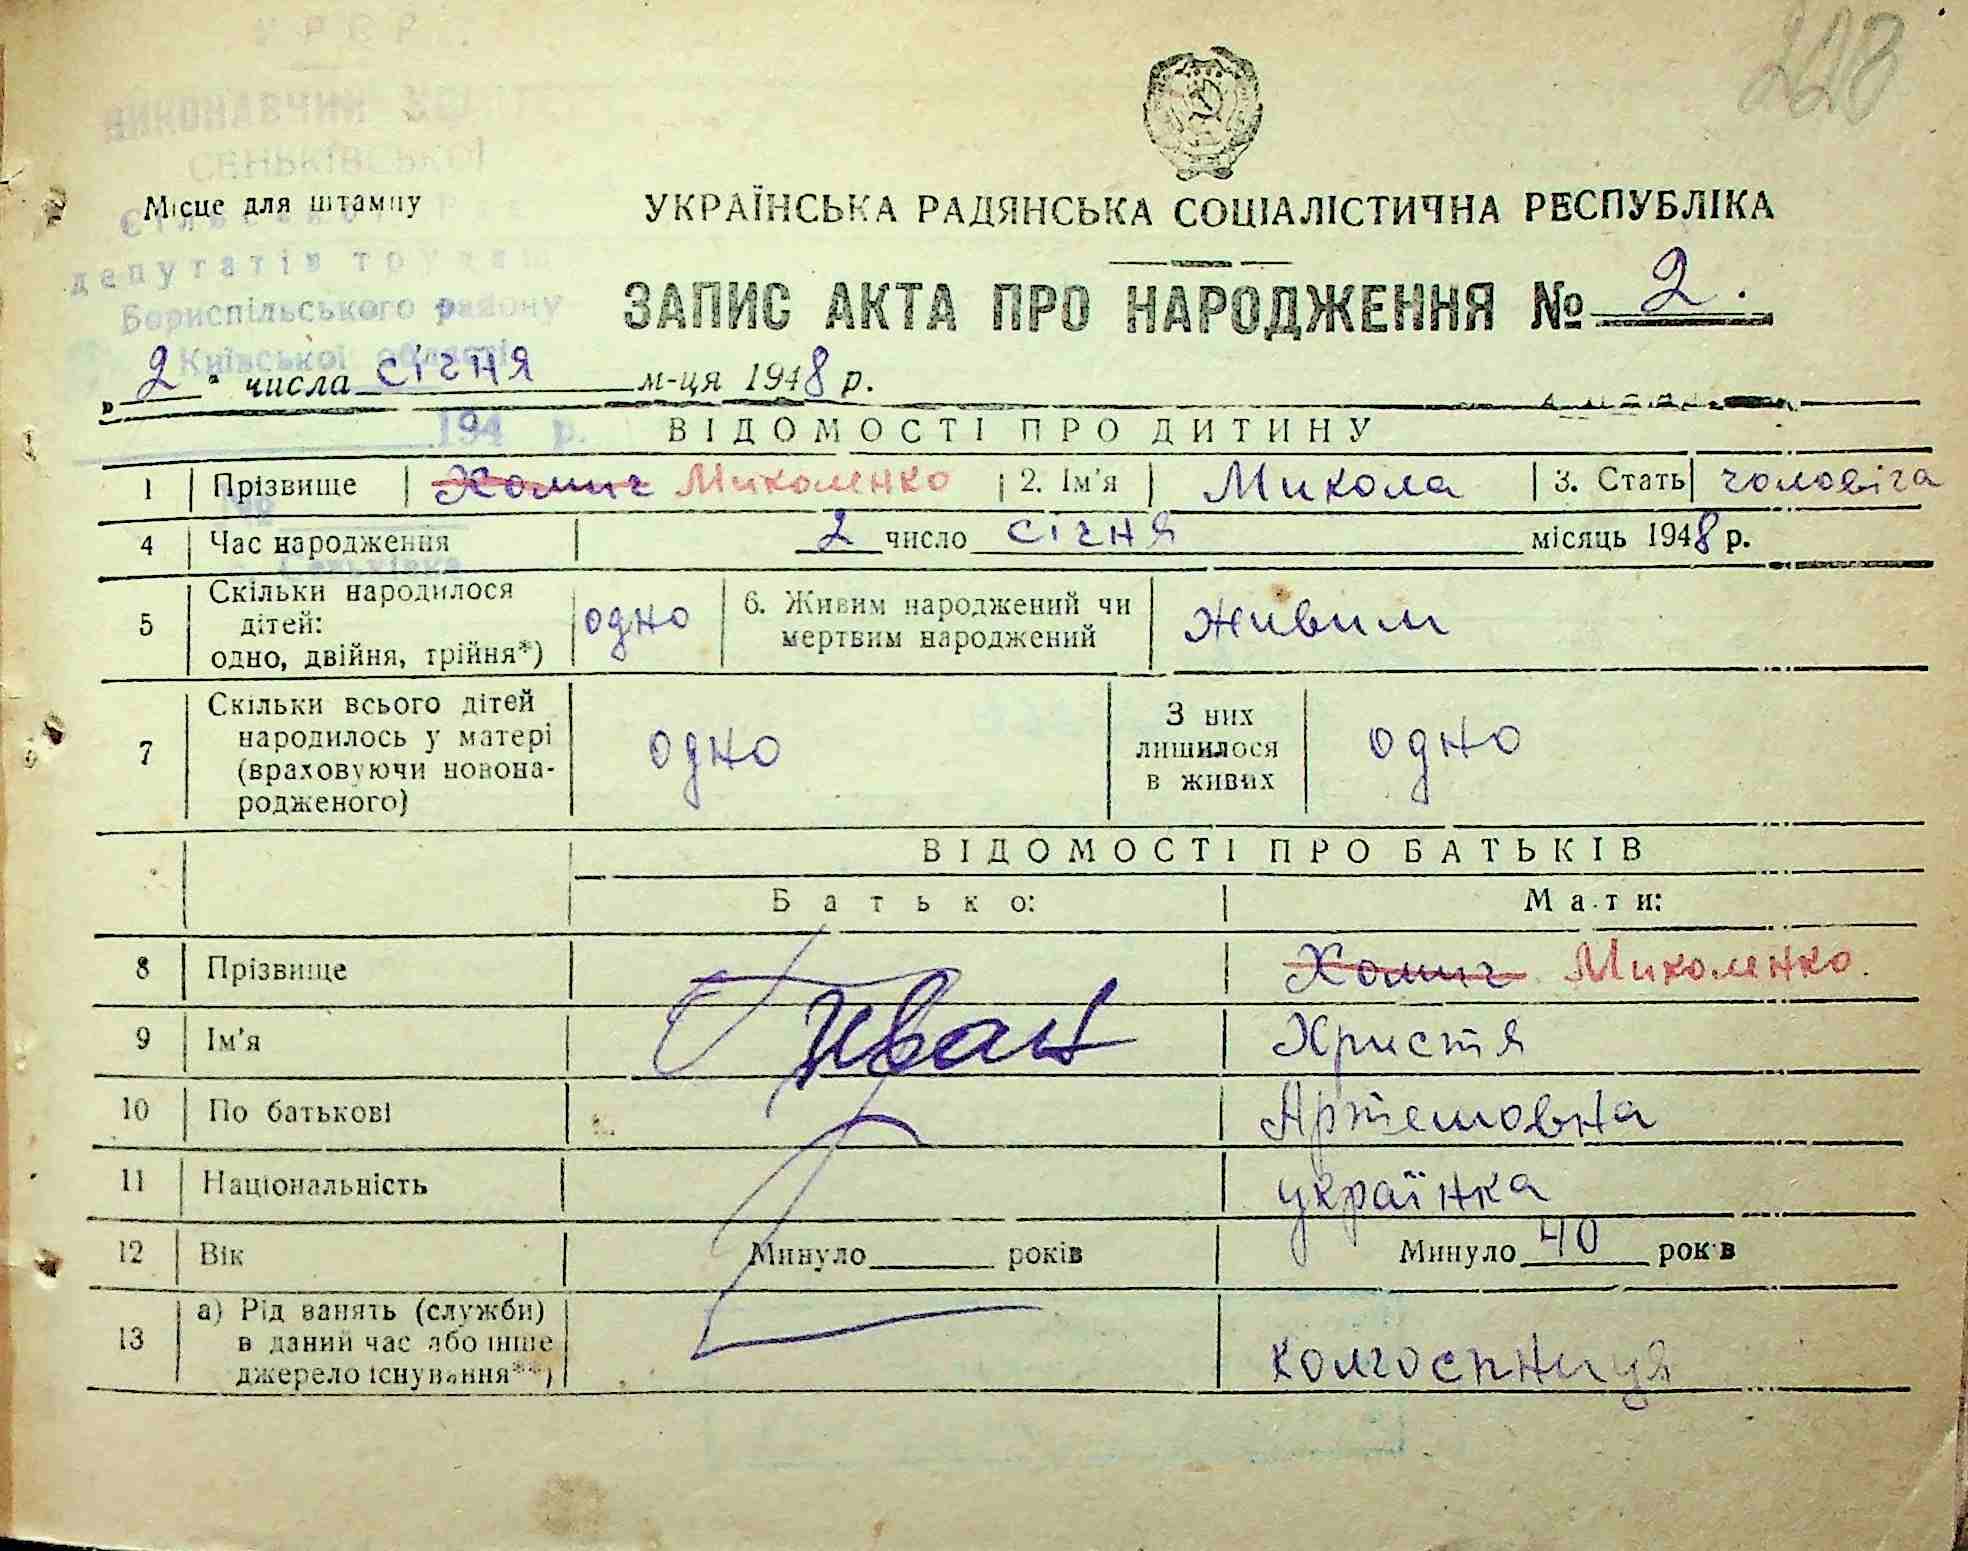 218
УРСР
ВИКОНАВЧИЙ
СЕНЬКІВСЬКОЇ
Місце для штампу
депутатів
Бориспільського району
Київської області
194 р.
№
Сеньківка
УКРАЇНСЬКА РАДЯНСЬКА СОЦІАЛІСТИЧНА РЕСПУБЛІКА
ЗАПИС АКТА ПРО НАРОДЖЕННЯ № 2.
„2" числа січня м-ця 1948 р.
ВІДОМОСТІ ПРО ДИТИНУ
1 Прізвище Хомич Миколенко 2. Ім'я Микола 3. Стать чоловіча
4 Час народження 2 число січня місяць 1948 р.
5 Скільки народилося дітей: одно, двійня, трійня*) одно 6. Живим народжений чи мертвим народжений живим
7 Скільки всього дітей народилось у матері (враховуючи новонародженого) одно З них лишилося в живих одно
ВІДОМОСТІ ПРО БАТЬКІВ
Батько: Мати:
8 Прізвище Хомич Миколенко.
9 Ім'я Іван Христя
10 По батькові Артемовна
11 Національність українка
12 Вік Минуло років Минуло 40 років
13 а) Рід занять (служби) в даний час або інше джерело існування**) колгоспниця